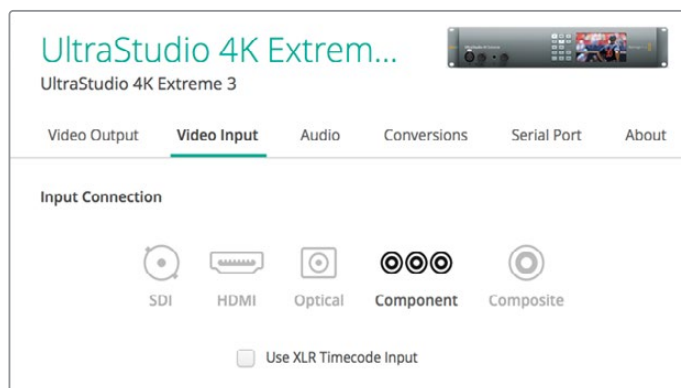 UltraStudio 4K Extrem...
UltraStudio 4K Extreme 3
Video Output Video Input Audio Conversions Serial Port About
Input Connection
SDI HDMI Optical Component Composite
Use XLR Timecode Input